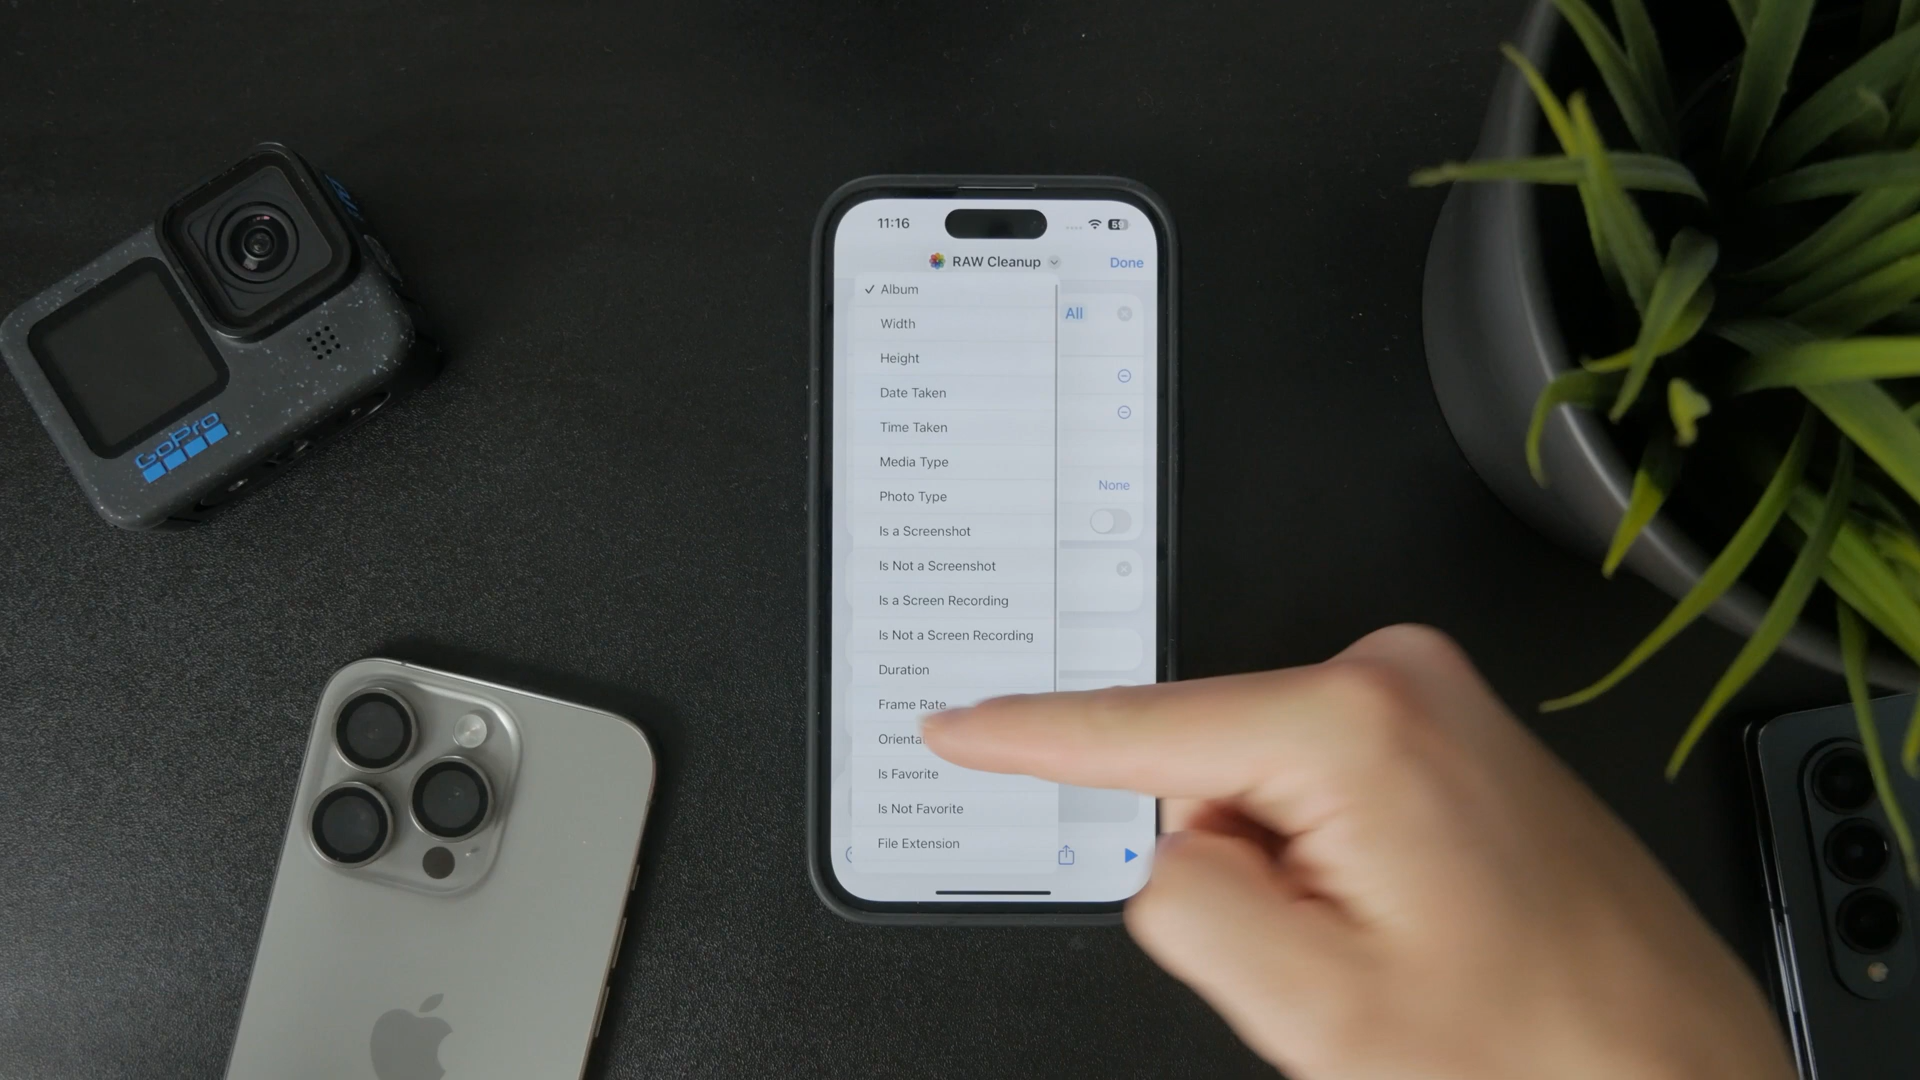 11:16
59
RAW Cleanup
Done
Album
All
Width
Height
Date Taken
Time Taken
Media Type
Photo Type
None
Is a Screenshot
Is Not a Screenshot
Is a Screen Recording
Is Not a Screen Recording
Duration
Frame Rate
Orienta
Is Favorite
Is Not Favorite
File Extension
GoPro